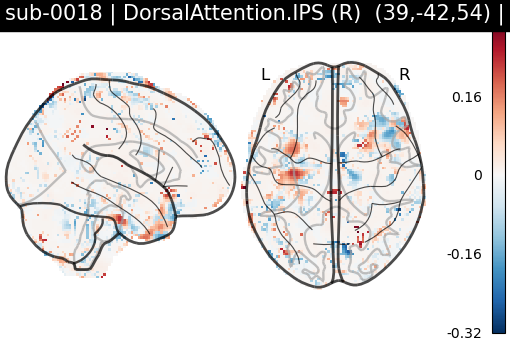 sub-0018 | DorsalAttention.IPS (R)  (39,-42,54) |
L
R
0.16
0
-0.16
-0.32